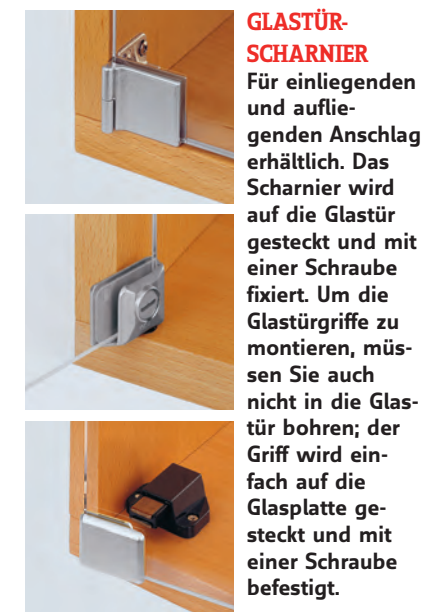 GLASTÜR-
SCHARNIER
Für einliegenden
und auflie-
genden Anschlag
erhältlich. Das
Scharnier wird
auf die Glastür
gesteckt und mit
einer Schraube
fixiert. Um die
Glastürgriffe zu
montieren, müs-
sen Sie auch
nicht in die Glas-
tür bohren; der
Griff wird ein-
fach auf die
Glasplatte ge-
steckt und mit
einer Schraube
befestigt.